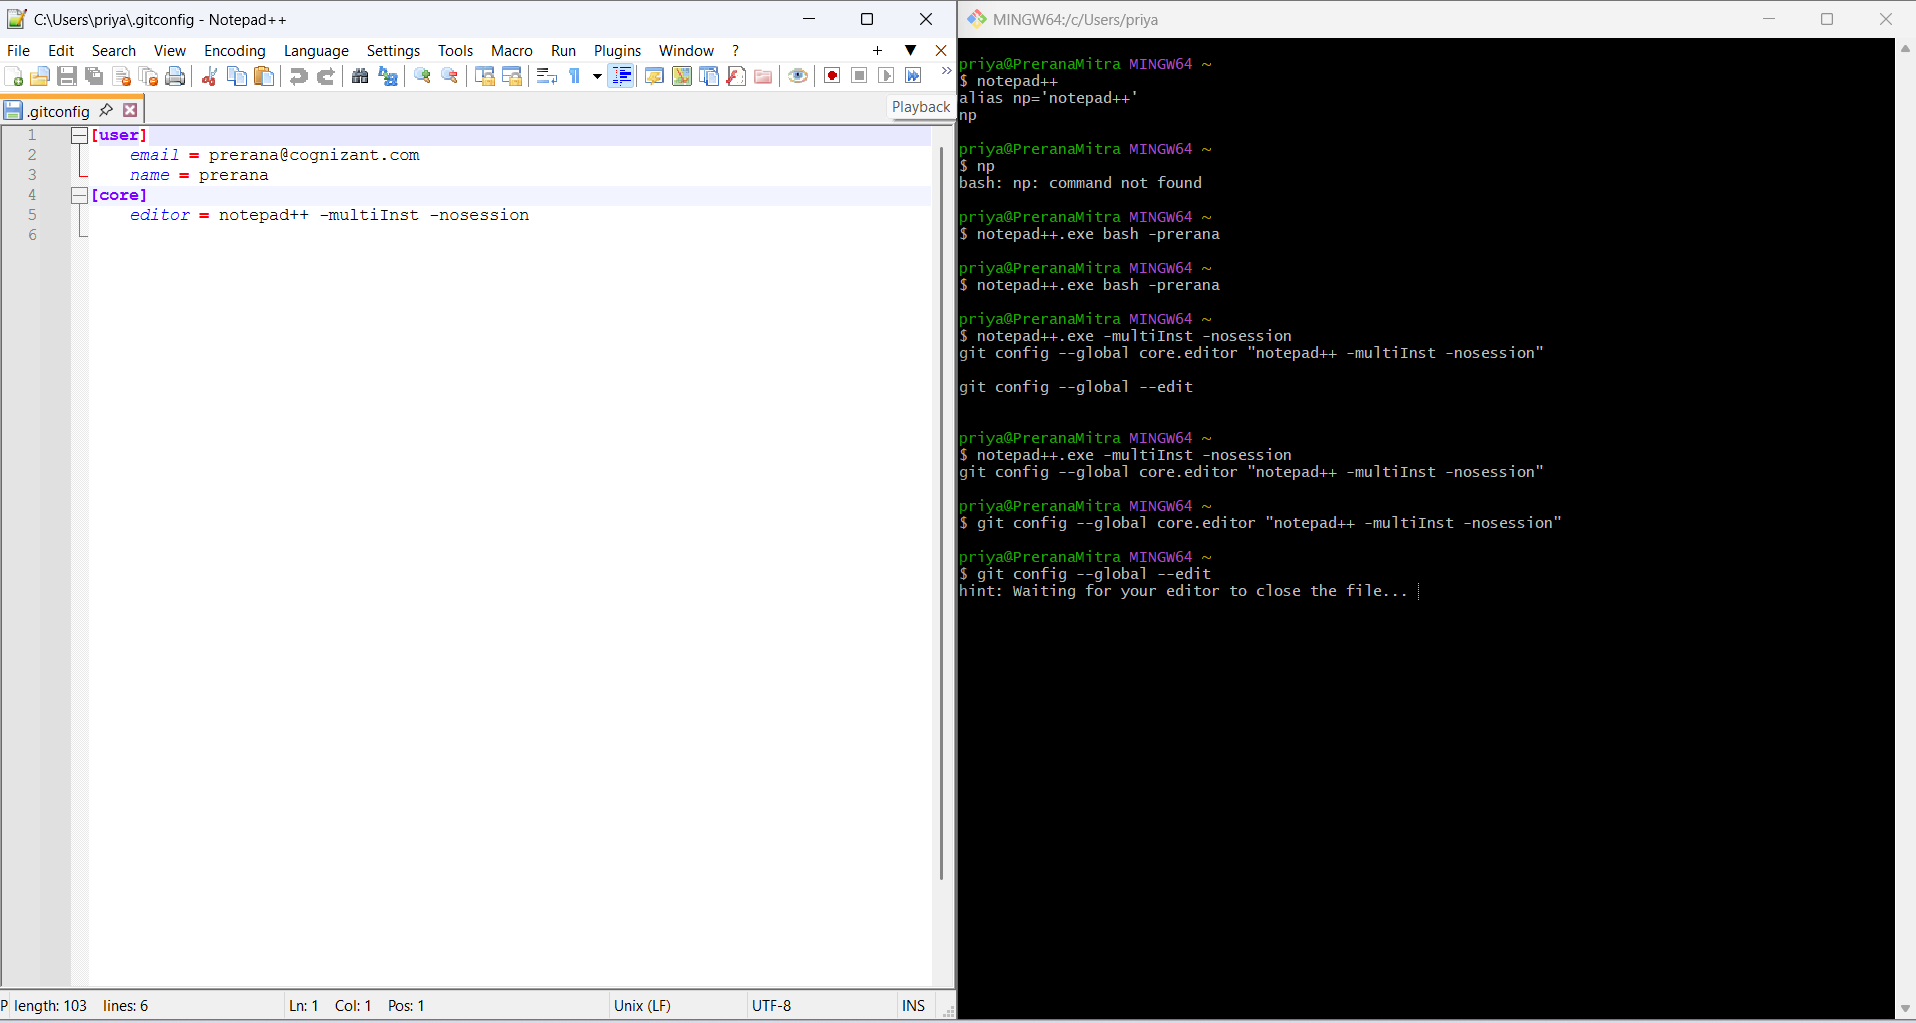 C:\Users\priya\.gitconfig - Notepad++
File Edit Search View Encoding Language Settings Tools Macro Run Plugins Window ?
.gitconfig
Playback
1 [user]
2 email = prerana@cognizant.com
3 name = prerana
4 [core]
5 editor = notepad++ -multiInst -nosession
6
P length: 103 lines: 6 Ln: 1 Col: 1 Pos: 1 Unix (LF) UTF-8 INS
MINGW64:/c/Users/priya
priya@PreranaMitra MINGW64 ~
$ notepad++
alias np='notepad++'
np
priya@PreranaMitra MINGW64 ~
$ np
bash: np: command not found
priya@PreranaMitra MINGW64 ~
$ notepad++.exe bash -prerana
priya@PreranaMitra MINGW64 ~
$ notepad++.exe bash -prerana
priya@PreranaMitra MINGW64 ~
$ notepad++.exe -multiInst -nosession
git config --global core.editor "notepad++ -multiInst -nosession"
git config --global --edit
priya@PreranaMitra MINGW64 ~
$ notepad++.exe -multiInst -nosession
git config --global core.editor "notepad++ -multiInst -nosession"
priya@PreranaMitra MINGW64 ~
$ git config --global core.editor "notepad++ -multiInst -nosession"
priya@PreranaMitra MINGW64 ~
$ git config --global --edit
hint: Waiting for your editor to close the file...